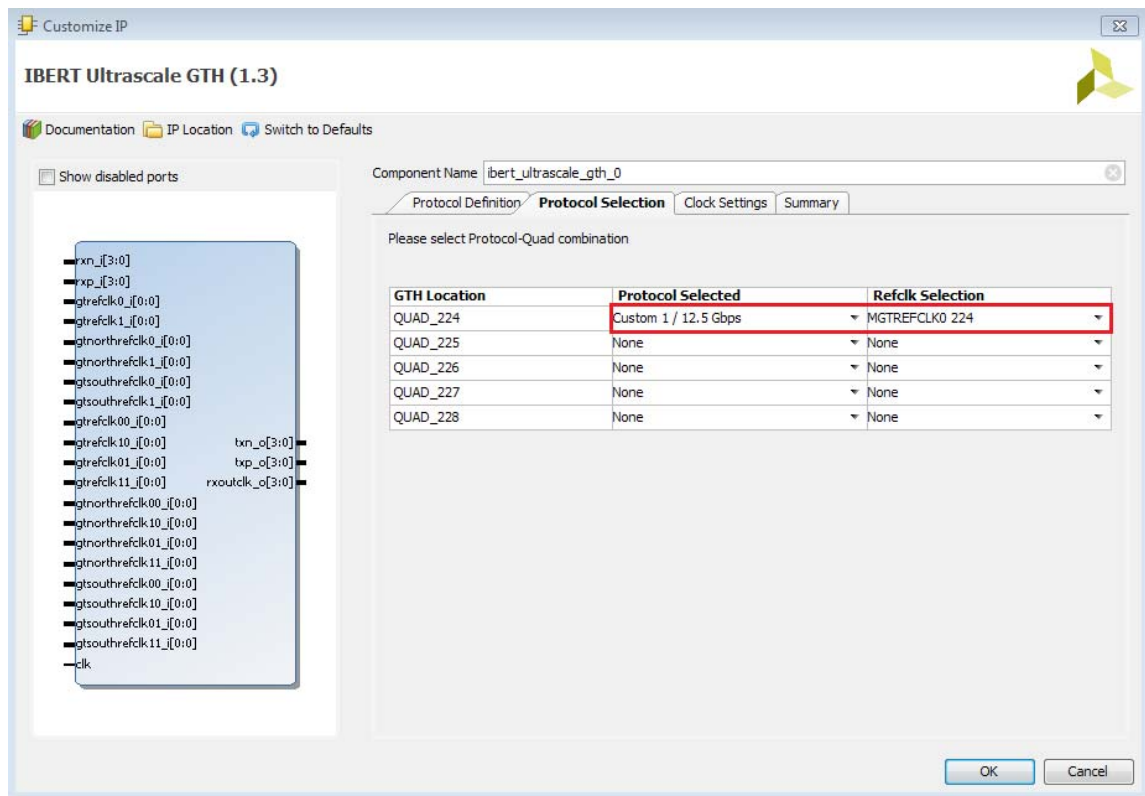 Customize IP
IBERT Ultrascale GTH (1.3)
Documentation IP Location Switch to Defaults
Show disabled ports
rxn_i[3:0]
rxp_i[3:0]
gtrefclk0_i[0:0]
gtrefclk1_i[0:0]
gtnorthrefclk0_i[0:0]
gtnorthrefclk1_i[0:0]
gtsouthrefclk0_i[0:0]
gtsouthrefclk1_i[0:0]
gtrefclk00_i[0:0]
gtrefclk10_i[0:0] txn_o[3:0]
gtrefclk01_i[0:0] txp_o[3:0]
gtrefclk11_i[0:0] rxoutclk_o[3:0]
gtnorthrefclk00_i[0:0]
gtnorthrefclk10_i[0:0]
gtnorthrefclk01_i[0:0]
gtnorthrefclk11_i[0:0]
gtsouthrefclk00_i[0:0]
gtsouthrefclk10_i[0:0]
gtsouthrefclk01_i[0:0]
gtsouthrefclk11_i[0:0]
clk
Component Name ibert_ultrascale_gth_0
Protocol Definition Protocol Selection Clock Settings Summary
Please select Protocol-Quad combination
GTH Location Protocol Selected Refclk Selection
QUAD_224 Custom 1 / 12.5 Gbps MGTREFCLK0 224
QUAD_225 None None
QUAD_226 None None
QUAD_227 None None
QUAD_228 None None
OK Cancel